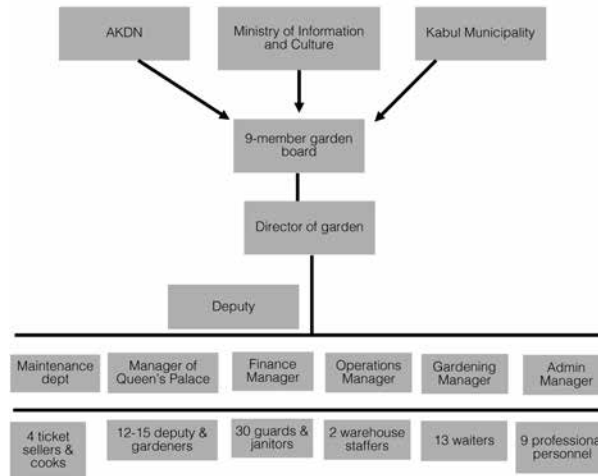 AKDN
Ministry of Information
and Culture
Kabul Municipality
9-member garden
board
Director of garden
Deputy
Maintenance
dept
Manager of
Queen's Palace
Finance
Manager
Operations
Manager
Gardening
Manager
Admin
Manager
4 ticket
sellers &
cooks
12-15 deputy &
gardeners
30 guards &
janitors
2 warehouse
staffers
13 waiters
9 professional
personnel